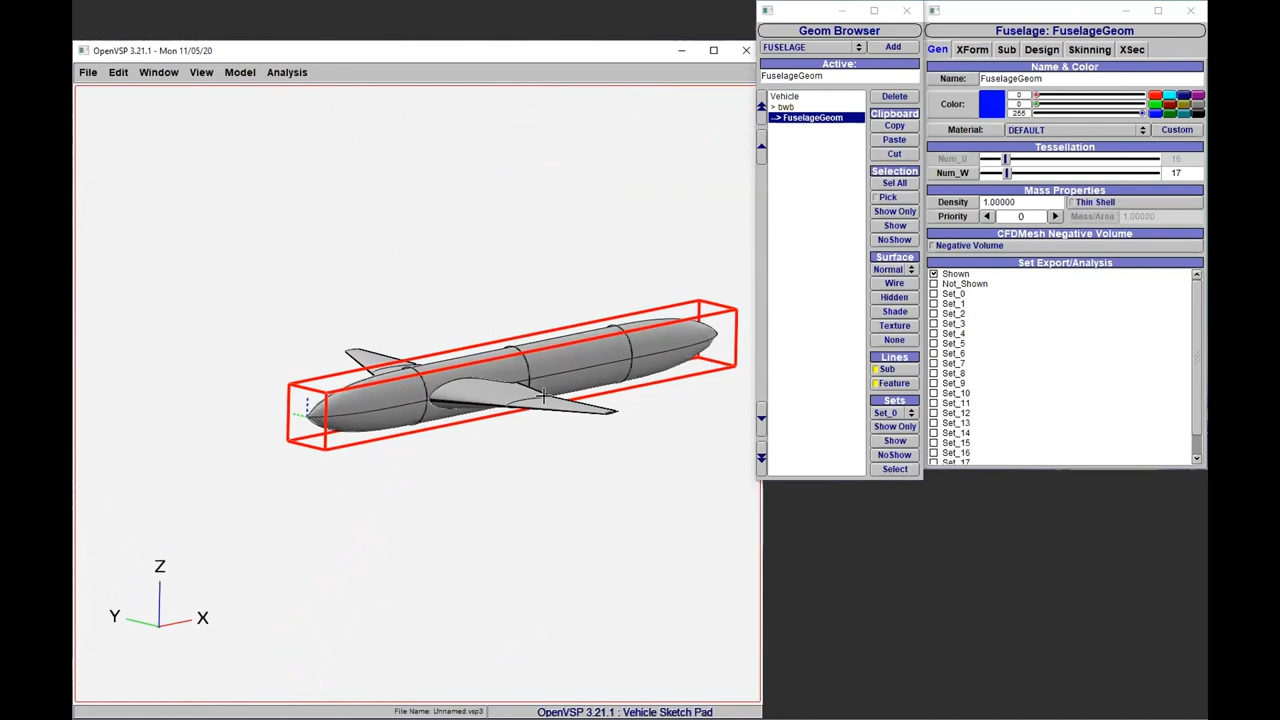 OpenVSP 3.21.1 - Mon 11/05/20
File Edit Window View Model Analysis
Z
Y X
File Name: Unnamed.vsp3
OpenVSP 3.21.1 : Vehicle Sketch Pad
Geom Browser
FUSELAGE Add
Active:
FuselageGeom
Vehicle
> bwb
--> FuselageGeom
Delete
Clipboard
Copy
Paste
Cut
Selection
Sel All
Pick
Show Only
Show
NoShow
Surface
Normal
Wire
Hidden
Shade
Texture
None
Lines
Sub
Feature
Sets
Set_0
Show Only
Show
NoShow
Select
Fuselage: FuselageGeom
Gen XForm Sub Design Skinning XSec
Name & Color
Name: FuselageGeom
Color: 0
0
255
Material: DEFAULT Custom
Tessellation
Num_U 16
Num_W 17
Mass Properties
Density 1.00000 Thin Shell
Priority 0 Mass/Area 1.00000
CFDMesh Negative Volume
Negative Volume
Set Export/Analysis
Shown
Not_Shown
Set_0
Set_1
Set_2
Set_3
Set_4
Set_5
Set_6
Set_7
Set_8
Set_9
Set_10
Set_11
Set_12
Set_13
Set_14
Set_15
Set_16
Set_17